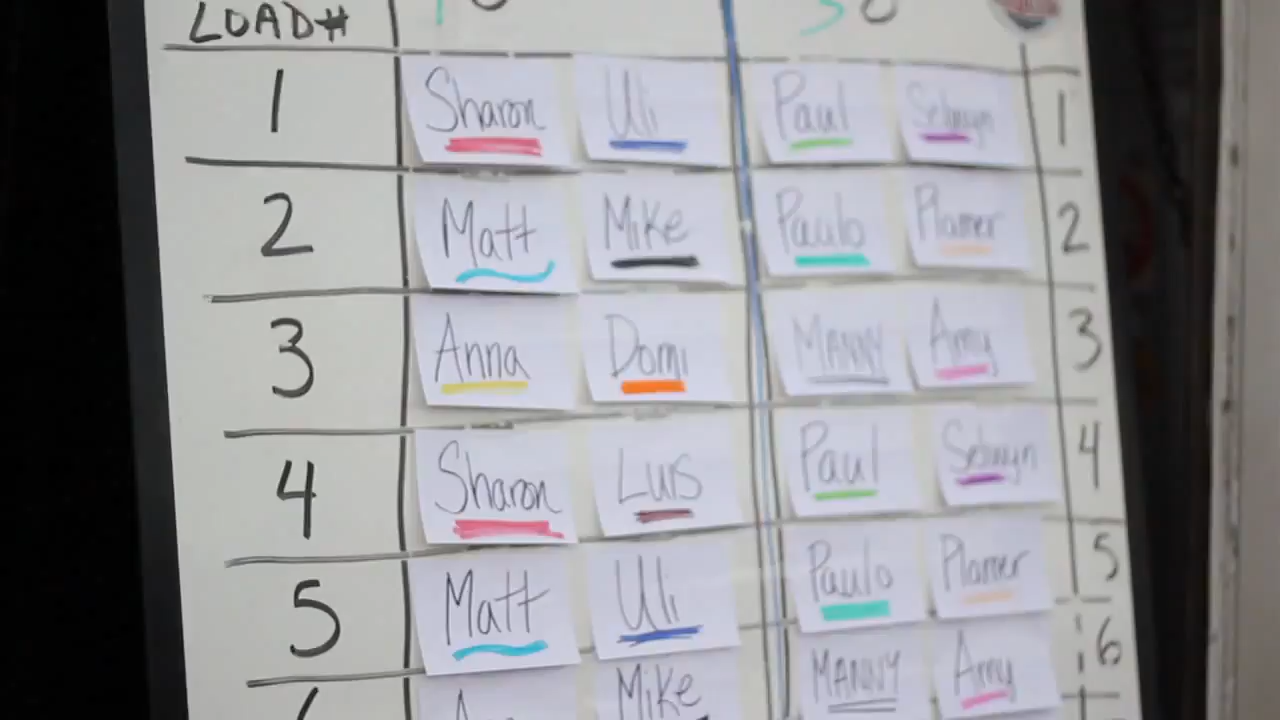 LOAD#
1 Sharon Uli Paul Selwyn 1
2 Matt Mike Paulo Plamer 2
3 Anna Domi MANNY Amy 3
4 Sharon Luis Paul Selwyn 4
5 Matt Uli Paulo Plamer 5
Mike MANNY Amy 6